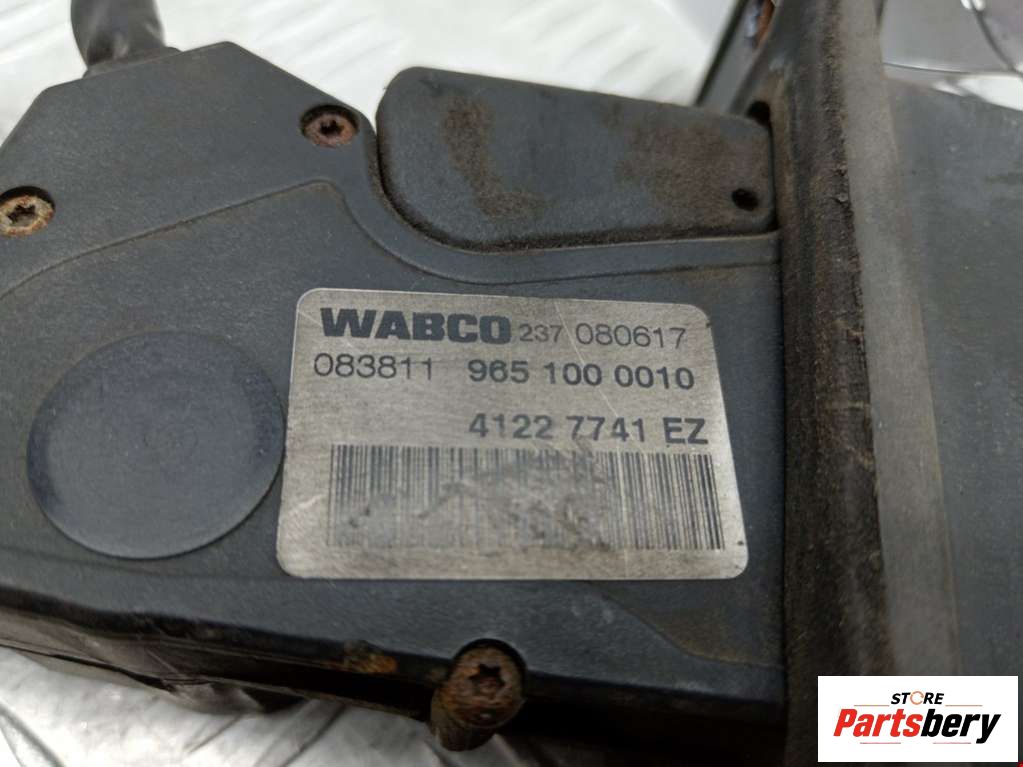 WABCO 237 080617
083811 965 100 0010
4122 7741 EZ
STORE
Partsbery